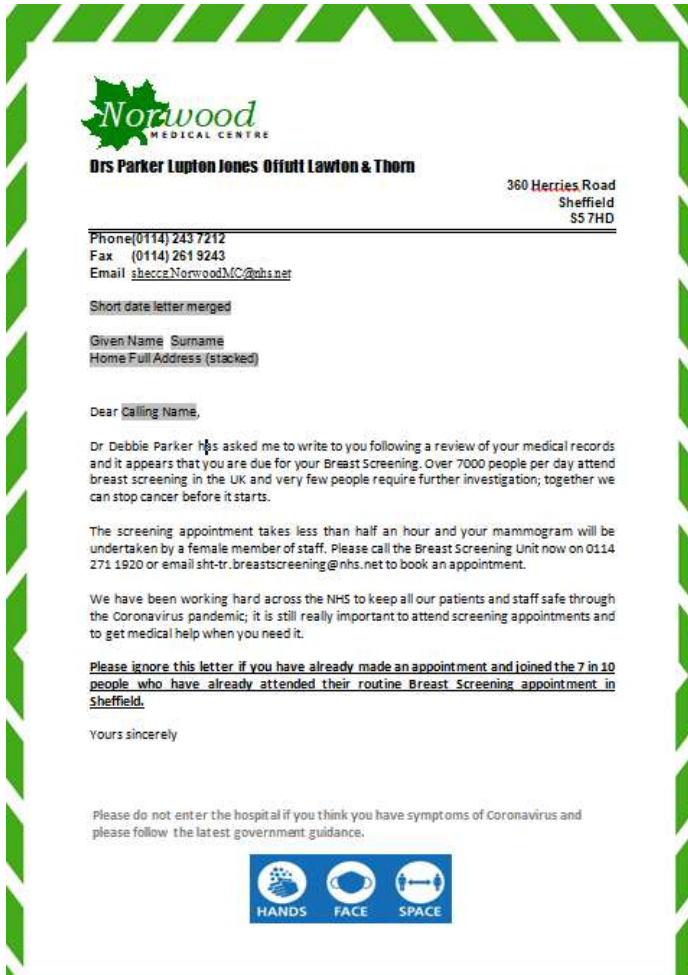 Norwood
MEDICAL CENTRE
Drs Parker Lupton Jones Offutt Lawton & Thorn
360 Herries Road
Sheffield
S5 7HD
Phone(0114) 243 7212
Fax (0114) 261 9243
Email sheccg.NorwoodMC@nhs.net
Short date letter merged
Given Name Surname
Home Full Address (stacked)
Dear Calling Name,
Dr Debbie Parker has asked me to write to you following a review of your medical records
and it appears that you are due for your Breast Screening. Over 7000 people per day attend
breast screening in the UK and very few people require further investigation; together we
can stop cancer before it starts.
The screening appointment takes less than half an hour and your mammogram will be
undertaken by a female member of staff. Please call the Breast Screening Unit now on 0114
271 1920 or email sht-tr.breastscreening@nhs.net to book an appointment.
We have been working hard across the NHS to keep all our patients and staff safe through
the Coronavirus pandemic; it is still really important to attend screening appointments and
to get medical help when you need it.
Please ignore this letter if you have already made an appointment and joined the 7 in 10
people who have already attended their routine Breast Screening appointment in
Sheffield.
Yours sincerely
Please do not enter the hospital if you think you have symptoms of Coronavirus and
please follow the latest government guidance.
HANDS FACE SPACE